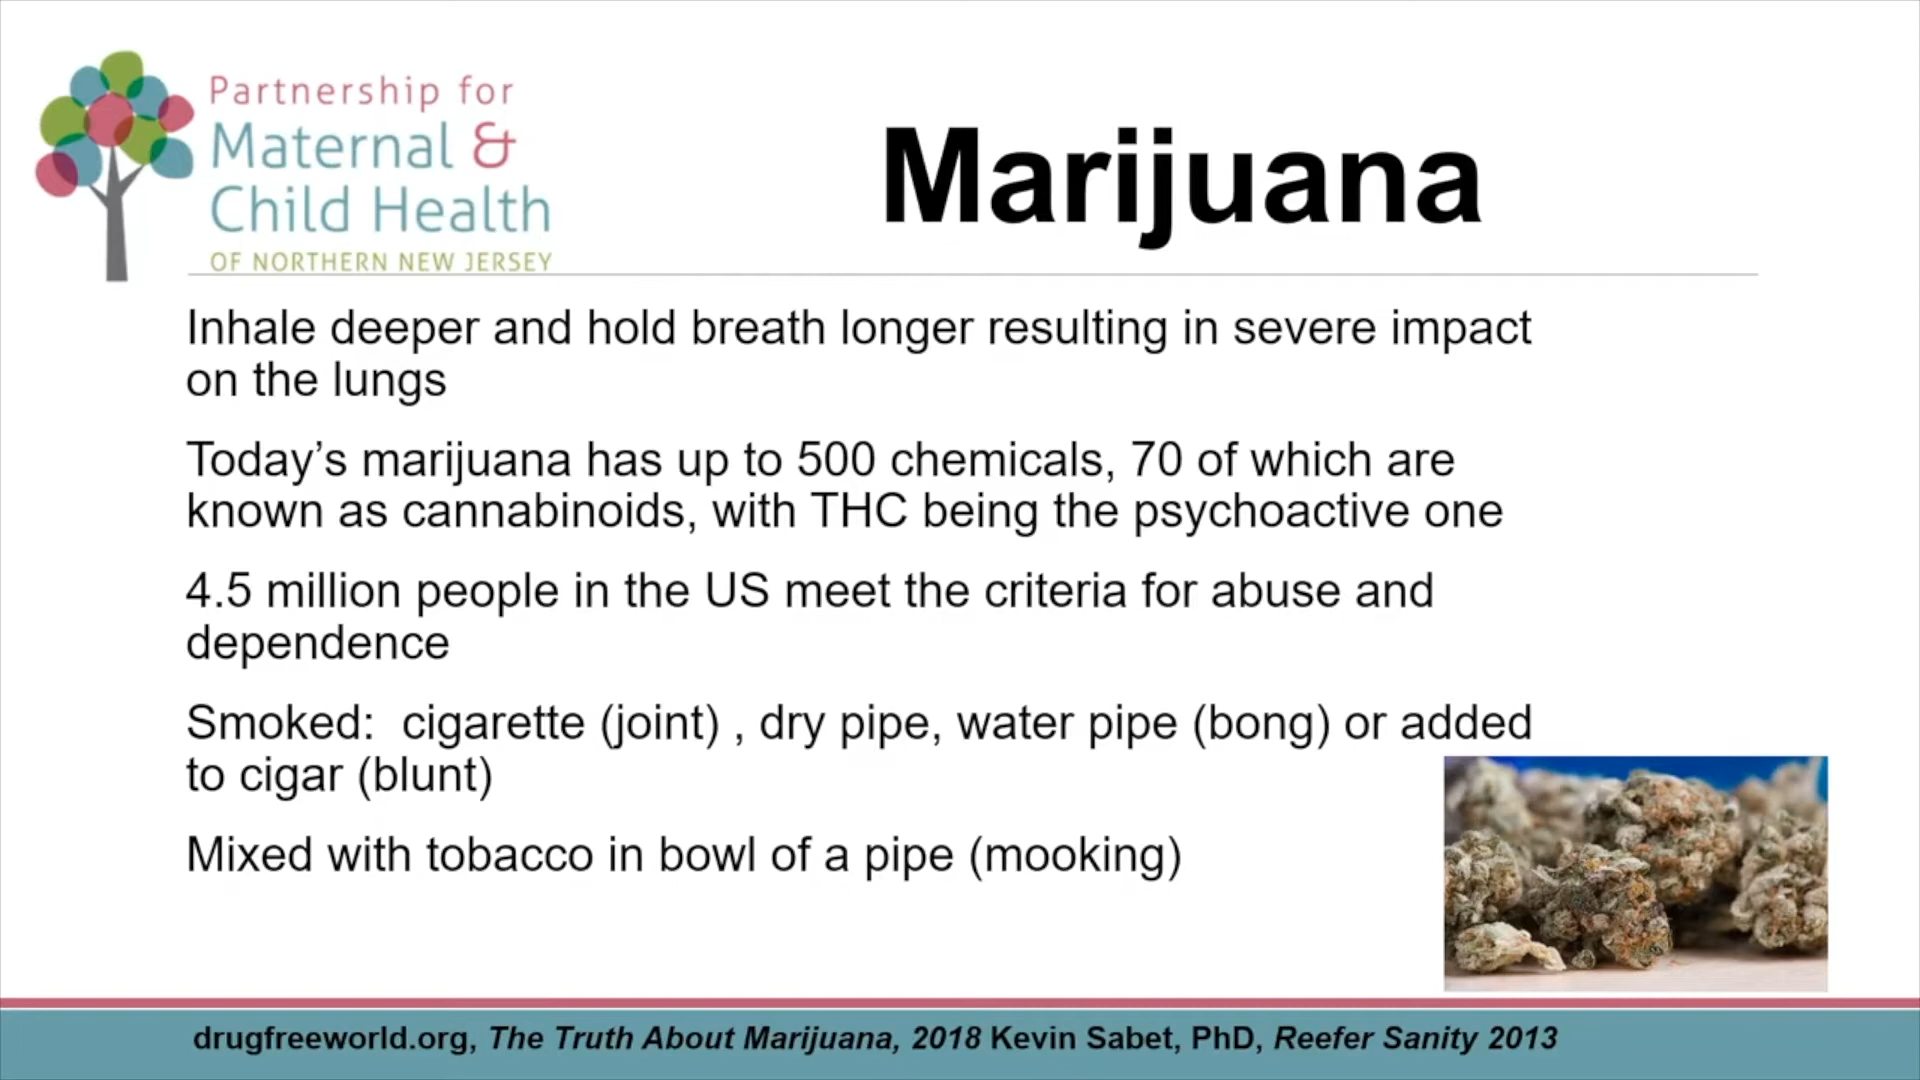 Partnership for
Maternal &
Child Health
OF NORTHERN NEW JERSEY
Marijuana
Inhale deeper and hold breath longer resulting in severe impact
on the lungs
Today’s marijuana has up to 500 chemicals, 70 of which are
known as cannabinoids, with THC being the psychoactive one
4.5 million people in the US meet the criteria for abuse and
dependence
Smoked:  cigarette (joint) , dry pipe, water pipe (bong) or added
to cigar (blunt)
Mixed with tobacco in bowl of a pipe (mooking)
drugfreeworld.org, The Truth About Marijuana, 2018 Kevin Sabet, PhD, Reefer Sanity 2013